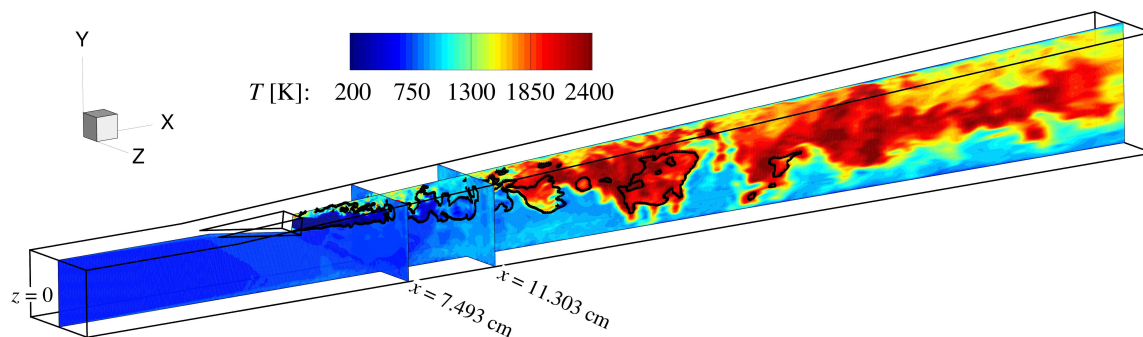 Y
X
Z
T [K]: 200 750 1300 1850 2400
z = 0
x = 7.493 cm
x = 11.303 cm